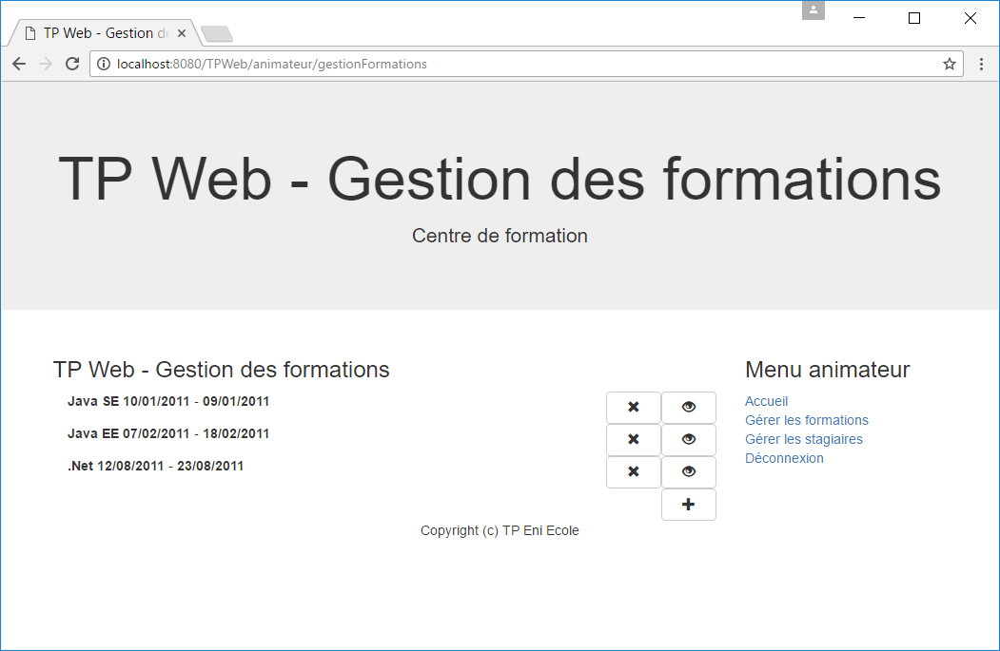 TP Web - Gestion de
localhost:8080/TPWeb/animateur/gestionFormations
TP Web - Gestion des formations
Centre de formation
TP Web - Gestion des formations
Java SE 10/01/2011 - 09/01/2011
Java EE 07/02/2011 - 18/02/2011
.Net 12/08/2011 - 23/08/2011
Menu animateur
Accueil
Gérer les formations
Gérer les stagiaires
Déconnexion
Copyright (c) TP Eni Ecole